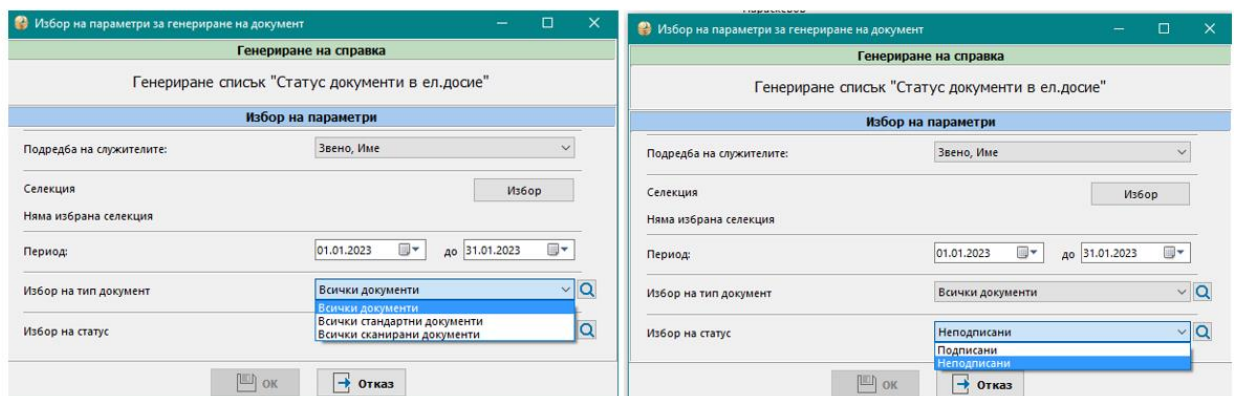 Избор на параметри за генериране на документ
Генериране на справка
Генериране списък "Статус документи в ел.досие"
Избор на параметри
Подредба на служителите: Звено, Име
Селекция Избор
Няма избрана селекция
Период: 01.01.2023 до 31.01.2023
Избор на тип документ Всички документи
Всички документи
Всички стандартни документи
Избор на статус
Всички сканирани документи
ОК Отказ
Избор на параметри за генериране на документ
Генериране на справка
Генериране списък "Статус документи в ел.досие"
Избор на параметри
Подредба на служителите: Звено, Име
Селекция Избор
Няма избрана селекция
Период: 01.01.2023 до 31.01.2023
Избор на тип документ Всички документи
Избор на статус Неподписани
Подписани
Неподписани
ОК Отказ